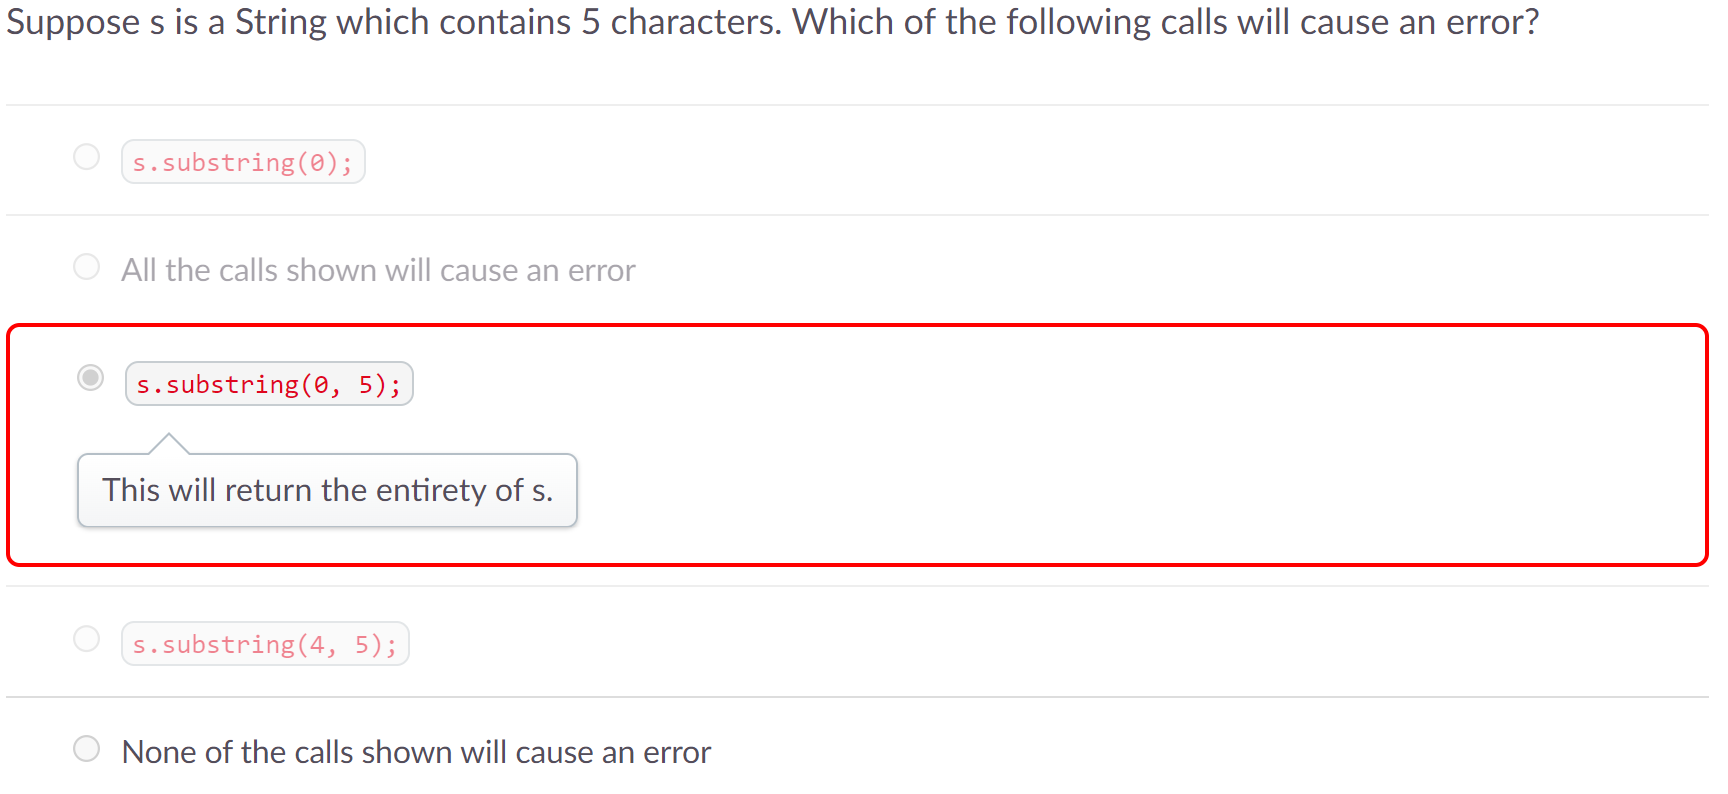 Suppose s is a String which contains 5 characters. Which of the following calls will cause an error?
s.substring(0);
All the calls shown will cause an error
s.substring(0, 5);
This will return the entirety of s.
s.substring(4, 5);
None of the calls shown will cause an error